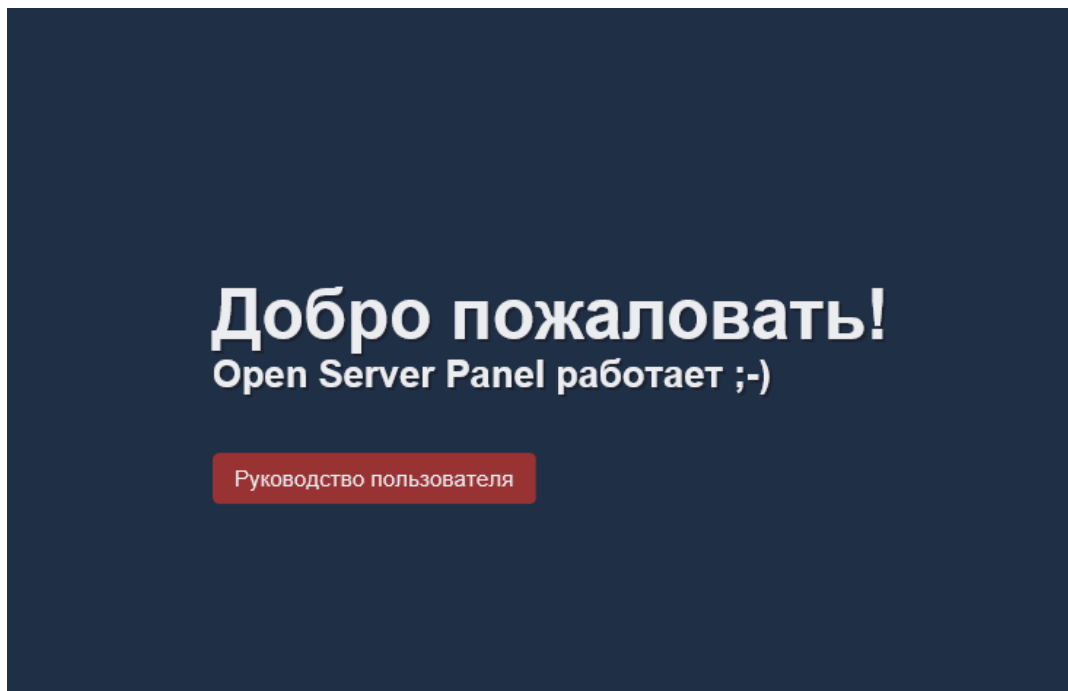 Добро пожаловать!
Open Server Panel работает ;-)
Руководство пользователя